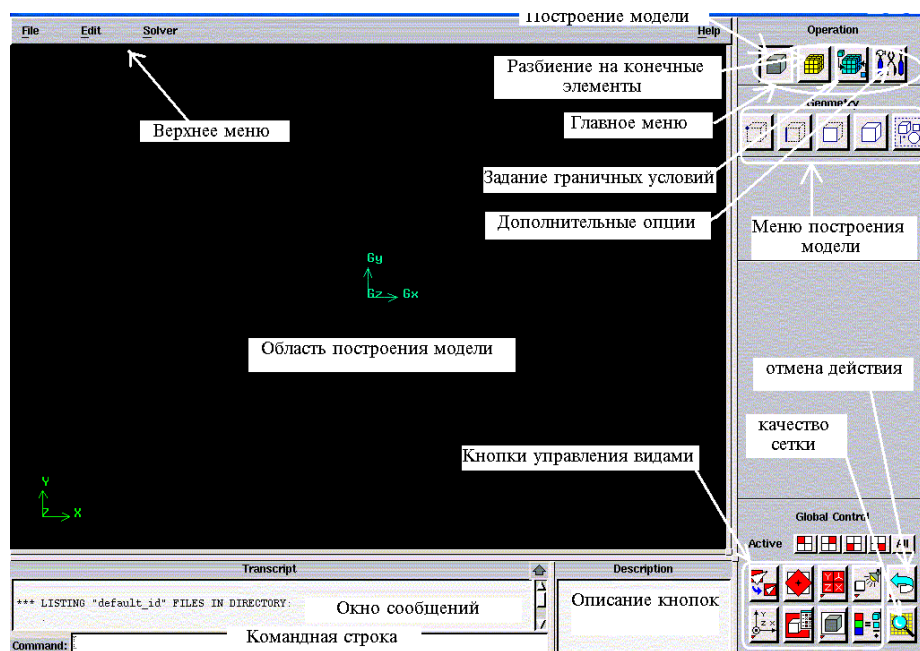 Построение модели
File Edit Solver Help
Operation
Разбиение на конечные
элементы
Верхнее меню
Главное меню
Geometry
Задание граничных условий
Дополнительные опции
Меню построения
модели
Gy
Gz Gx
Область построения модели
отмена действия
качество
сетки
Кнопки управления видами
Y
Z X
Global Control
Active All
Transcript
Description
*** LISTING "default_id" FILES IN DIRECTORY:
Окно сообщений
Описание кнопок
Командная строка
Command: